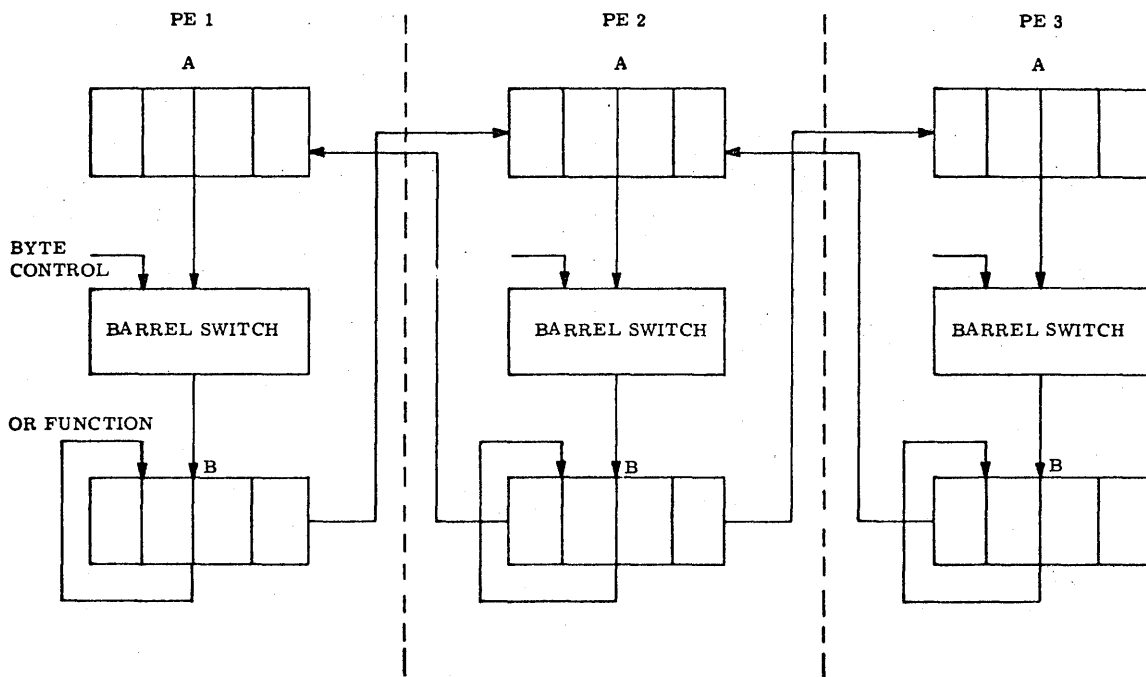 PE 1
PE 2
PE 3
A
A
A
BYTE
CONTROL
BARREL SWITCH
BARREL SWITCH
BARREL SWITCH
OR FUNCTION
B
B
B